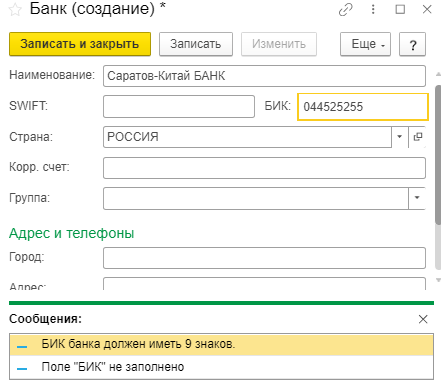 Банк (создание) *
Записать и закрыть Записать Изменить Еще ?
Наименование: Саратов-Китай БАНК
SWIFT: БИК: 044525255
Страна: РОССИЯ
Корр. счет:
Группа:
Адрес и телефоны
Город:
Адрес:
Сообщения:
БИК банка должен иметь 9 знаков.
Поле "БИК" не заполнено